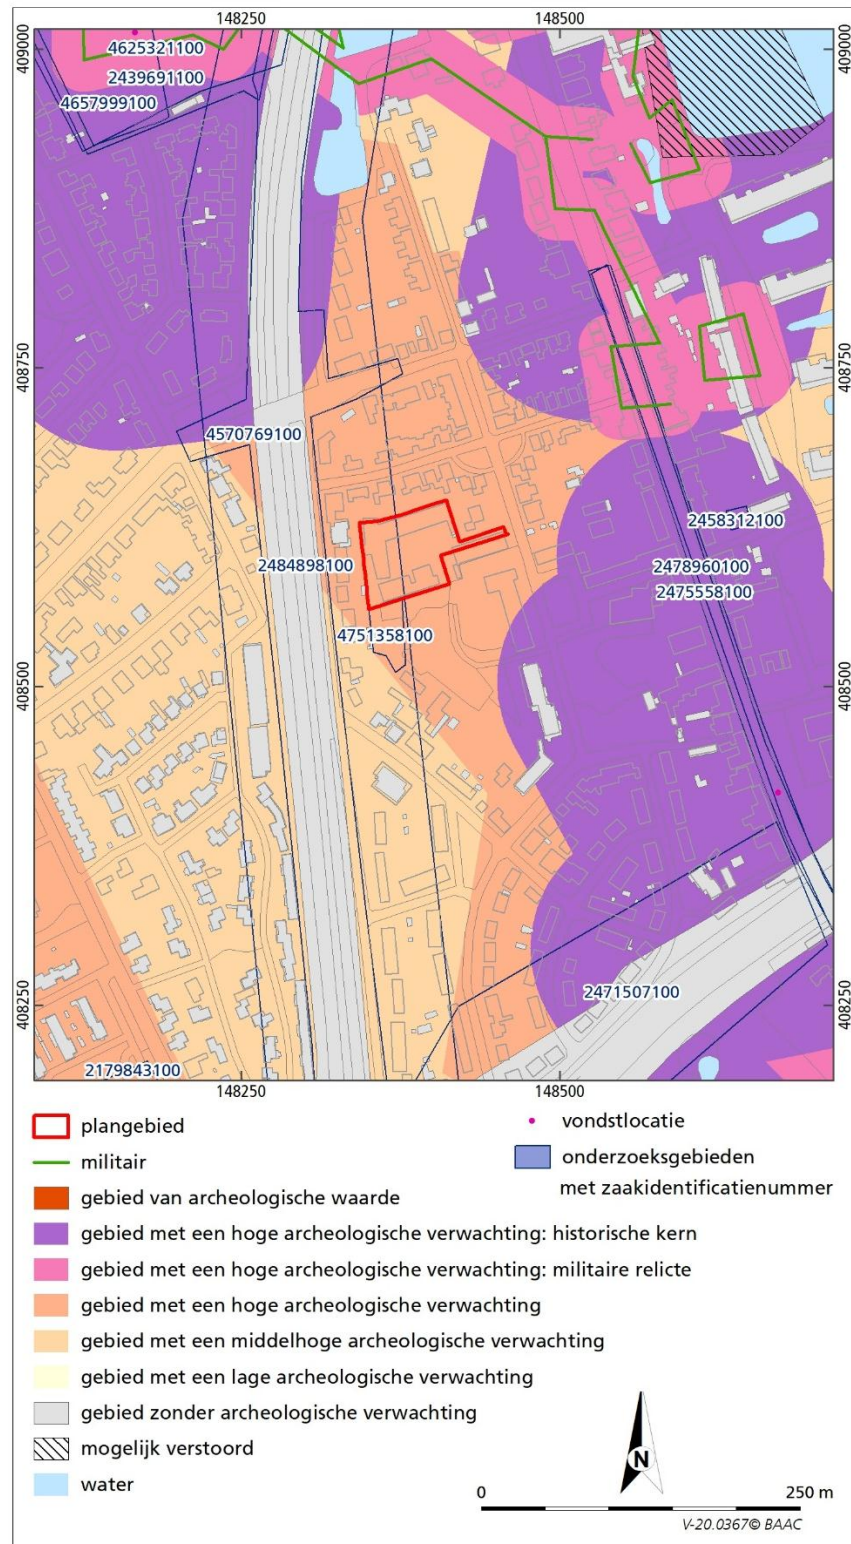 148250 148500
409000 409000
4625321100
2439691100
4657999100
408750 408750
4570769100
2458312100
2484898100
2478960100
2475558100
4751358100
408500 408500
408250 408250
2471507100
2179843100
148250 148500
plangebied
militair
gebied van archeologische waarde
gebied met een hoge archeologische verwachting: historische kern
gebied met een hoge archeologische verwachting: militaire relicte
gebied met een hoge archeologische verwachting
gebied met een middelhoge archeologische verwachting
gebied met een lage archeologische verwachting
gebied zonder archeologische verwachting
mogelijk verstoord
water
vondstlocatie
onderzoeksgebieden
met zaakidentificatienummer
N
0 250 m
V-20.0367© BAAC